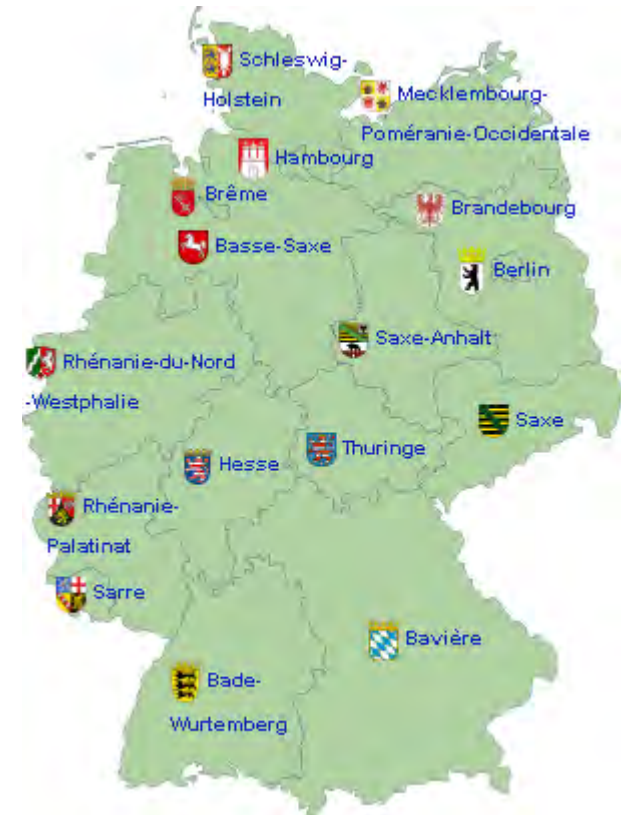 Schleswig-
Holstein
Mecklembourg-
Poméranie-Occidentale
Hambourg
Brême
Brandebourg
Basse-Saxe
Berlin
Saxe-Anhalt
Rhénanie-du-Nord
-Westphalie
Saxe
Thuringe
Hesse
Rhénanie-
Palatinat
Sarre
Bavière
Bade-
Wurtemberg